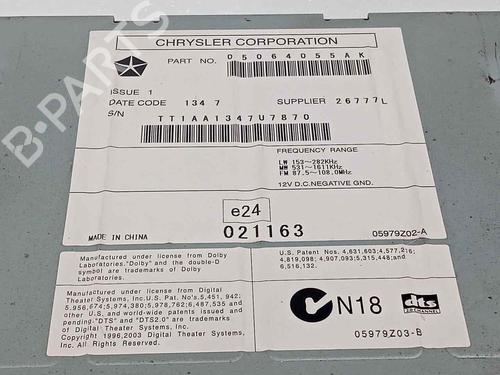 CHRYSLER CORPORATION
PART NO. 05064055AK
ISSUE 1
DATE CODE 1347 SUPPLIER 26777L
S/N TT1AA1347U7870
FREQUENCY RANGE
LW 153~282KHz
MW 531~1611KHz
FM 87.5~108.0MHz
12V D.C.NEGATIVE GND.
e24
021163
MADE IN CHINA
05979Z02-A
Manufactured under license from Dolby
Laboratories."Dolby" and the double-D
symbol are trademarks of Dolby
Laboratories.
U.S. Patent Nos. 4,631,603; 4,577,216;
4,819,098; 4,907,093; 5,315,448; and
6,516,132.
Manufactured under license from Digital
Theater Systems, Inc.U.S. Pat. No's.5,451, 942;
5,956,674; 5,974,380; 5,978,762;6,487,535 and
other U.S. and world-wide patents issued
and pending."DTS" and "DTS2.0" are trademarks
of Digital Theater Systems, Inc.
Copyright 1996,2003 Digital Theater Systems,
Inc. All Rights Reserved.
N18
dts
2.0 CHANNEL
05979Z03-B
B-PARTS